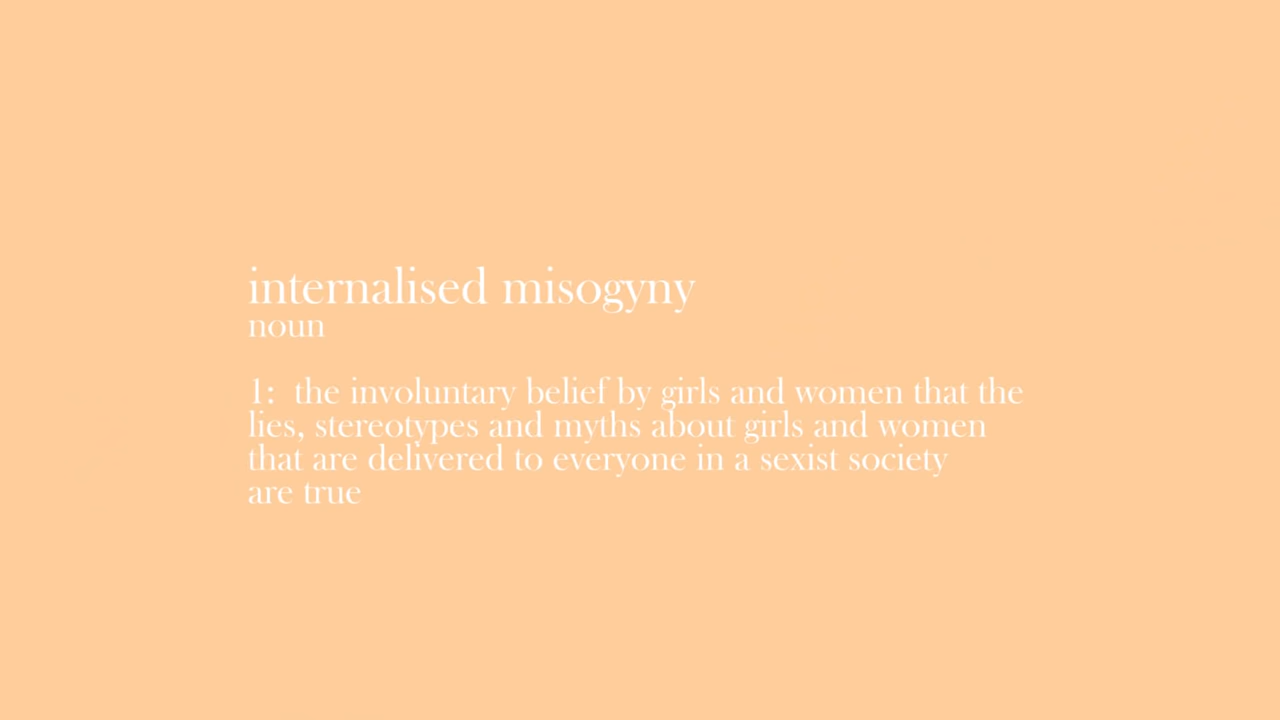 internalised misogyny
noun
1: the involuntary belief by girls and women that the
lies, stereotypes and myths about girls and women
that are delivered to everyone in a sexist society
are true